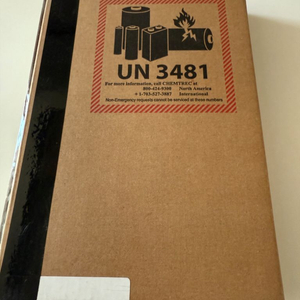 UN 3481
For more information, call CHEMTREC at
800-424-9300 North America
+ 1-703-527-3887 International
Non-Emergency requests cannot be serviced at these numbers.